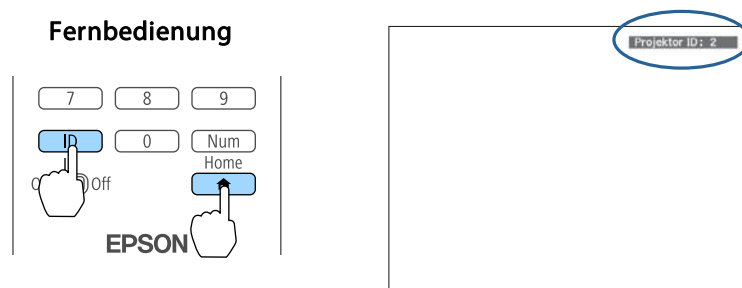 Fernbedienung
7 8 9
ID 0 Num
Home
Off
EPSON
Projektor ID: 2